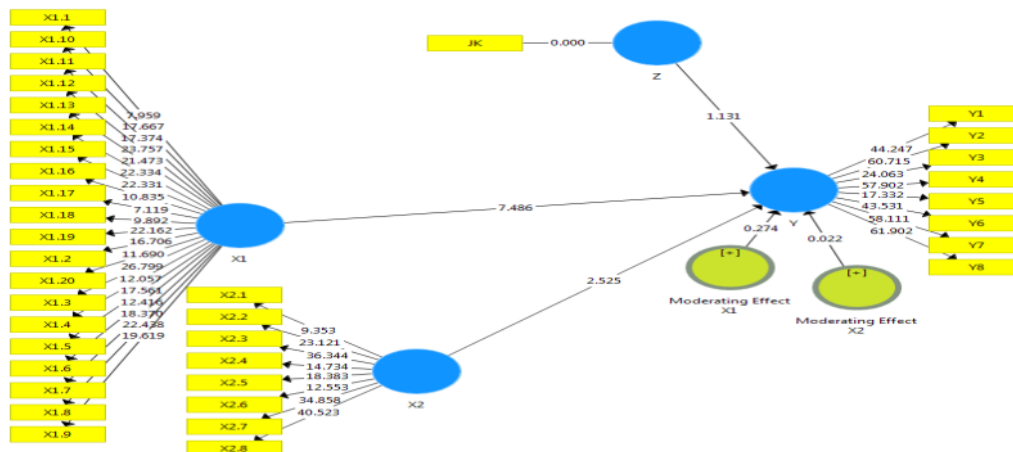 X1.1
X1.10
X1.11
X1.12
X1.13
X1.14
X1.15
X1.16
X1.17
X1.18
X1.19
X1.2
X1.20
X1.3
X1.4
X1.5
X1.6
X1.7
X1.8
X1.9
7.959
17.667
17.374
23.757
21.473
22.334
22.331
10.835
7.119
9.892
22.162
16.706
11.690
26.799
12.057
17.561
12.416
18.370
22.438
19.619
X1
JK
0.000
Z
1.131
7.486
2.525
X2.1
X2.2
X2.3
X2.4
X2.5
X2.6
X2.7
X2.8
9.353
23.121
36.344
14.734
18.383
12.553
34.858
40.523
X2
Y
0.274
0.022
[+]
Moderating Effect
X1
[+]
Moderating Effect
X2
44.247
60.715
24.063
57.902
17.332
43.531
58.111
61.902
Y1
Y2
Y3
Y4
Y5
Y6
Y7
Y8